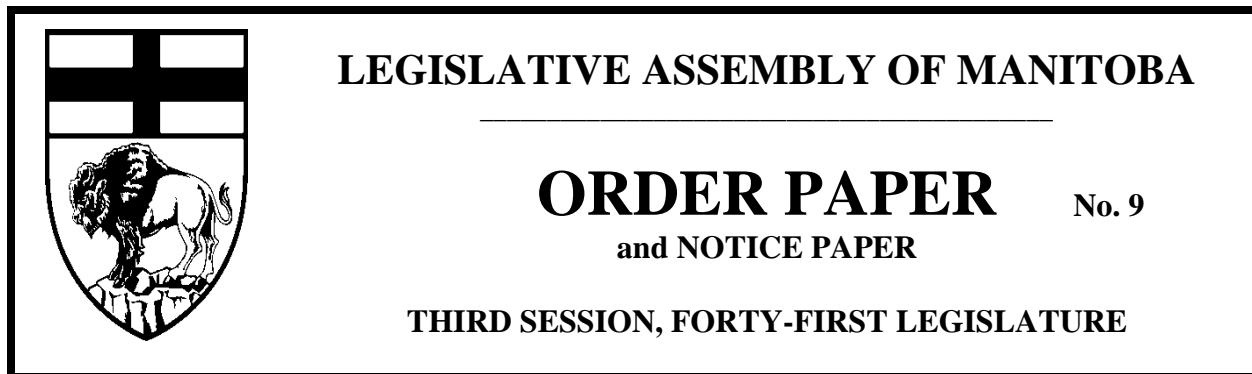 LEGISLATIVE ASSEMBLY OF MANITOBA
ORDER PAPER No. 9
and NOTICE PAPER
THIRD SESSION, FORTY-FIRST LEGISLATURE